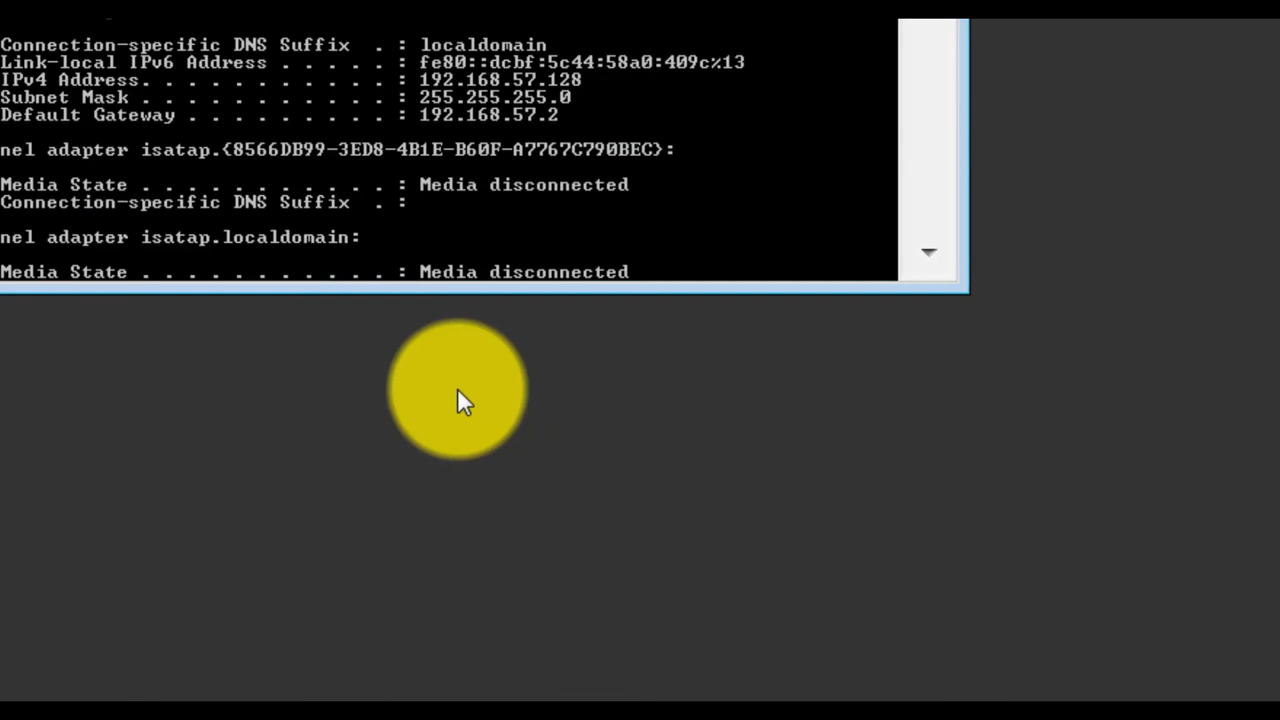 Connection-specific DNS Suffix  . : localdomain
Link-local IPv6 Address . . . . . : fe80::dcbf:5c44:58a0:409c%13
IPv4 Address. . . . . . . . . . . : 192.168.57.128
Subnet Mask . . . . . . . . . . . : 255.255.255.0
Default Gateway . . . . . . . . . : 192.168.57.2
nel adapter isatap.{8566DB99-3ED8-4B1E-B60F-A7767C790BEC}:
Media State . . . . . . . . . . . : Media disconnected
Connection-specific DNS Suffix  . :
nel adapter isatap.localdomain:
Media State . . . . . . . . . . . : Media disconnected